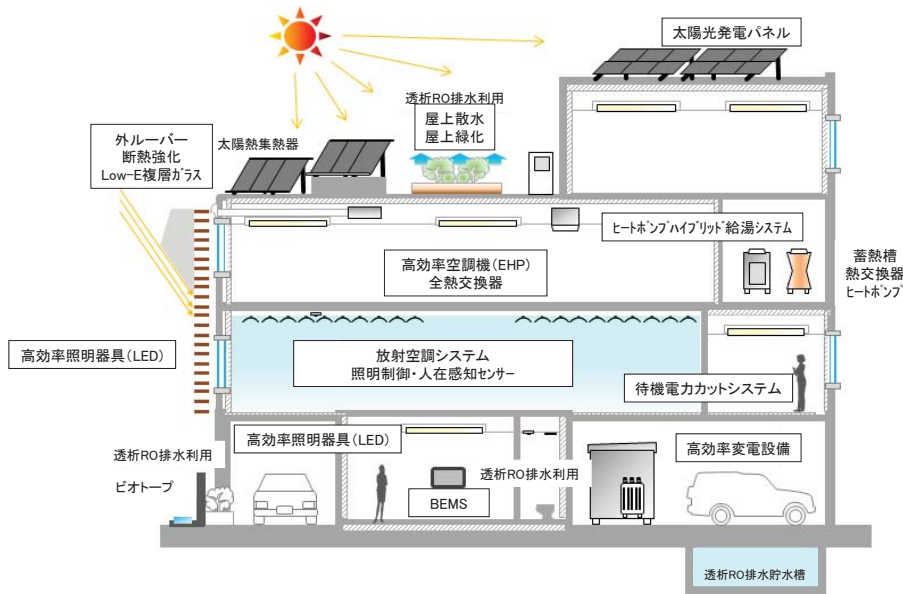 太陽光発電パネル
透析RO排水利用
屋上散水
屋上緑化
太陽熱集熱器
外ルーバー
断熱強化
Low-E複層ガラス
ヒートポンプハイブリッド給湯システム
高効率空調機(EHP)
全熱交換器
蓄熱槽
熱交換器
ヒートポンプ
高効率照明器具(LED)
放射空調システム
照明制御・人在感知センサー
待機電力カットシステム
高効率照明器具(LED)
高効率変電設備
透析RO排水利用
ビオトープ
透析RO排水利用
BEMS
透析RO排水貯水槽